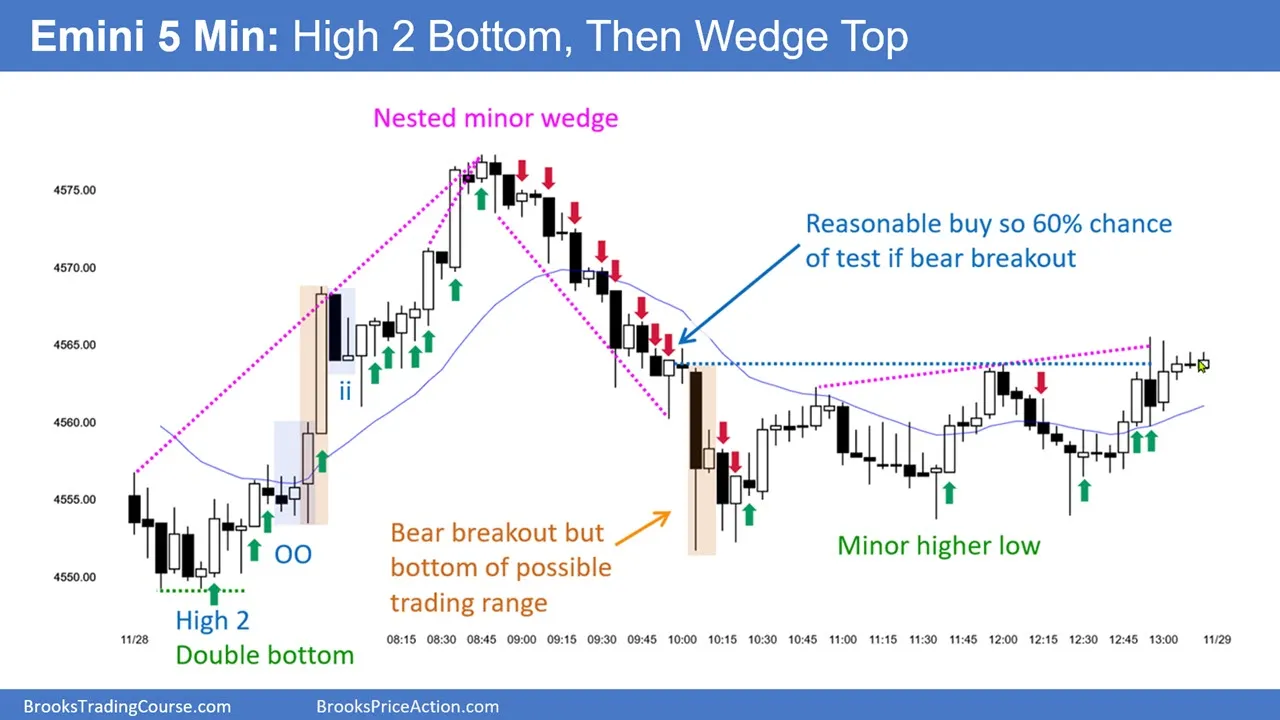 Emini 5 Min: High 2 Bottom, Then Wedge Top
Nested minor wedge
4575.00
Reasonable buy so 60% chance
of test if bear breakout
4570.00
4565.00
ii
4560.00
4555.00
OO
Bear breakout but
bottom of possible
trading range
Minor higher low
4550.00
High 2
Double bottom
11/28 08:15 08:30 08:45 09:00 09:15 09:30 09:45 10:00 10:15 10:30 10:45 11:00 11:15 11:30 11:45 12:00 12:15 12:30 12:45 13:00 11/29
BrooksTradingCourse.com BrooksPriceAction.com